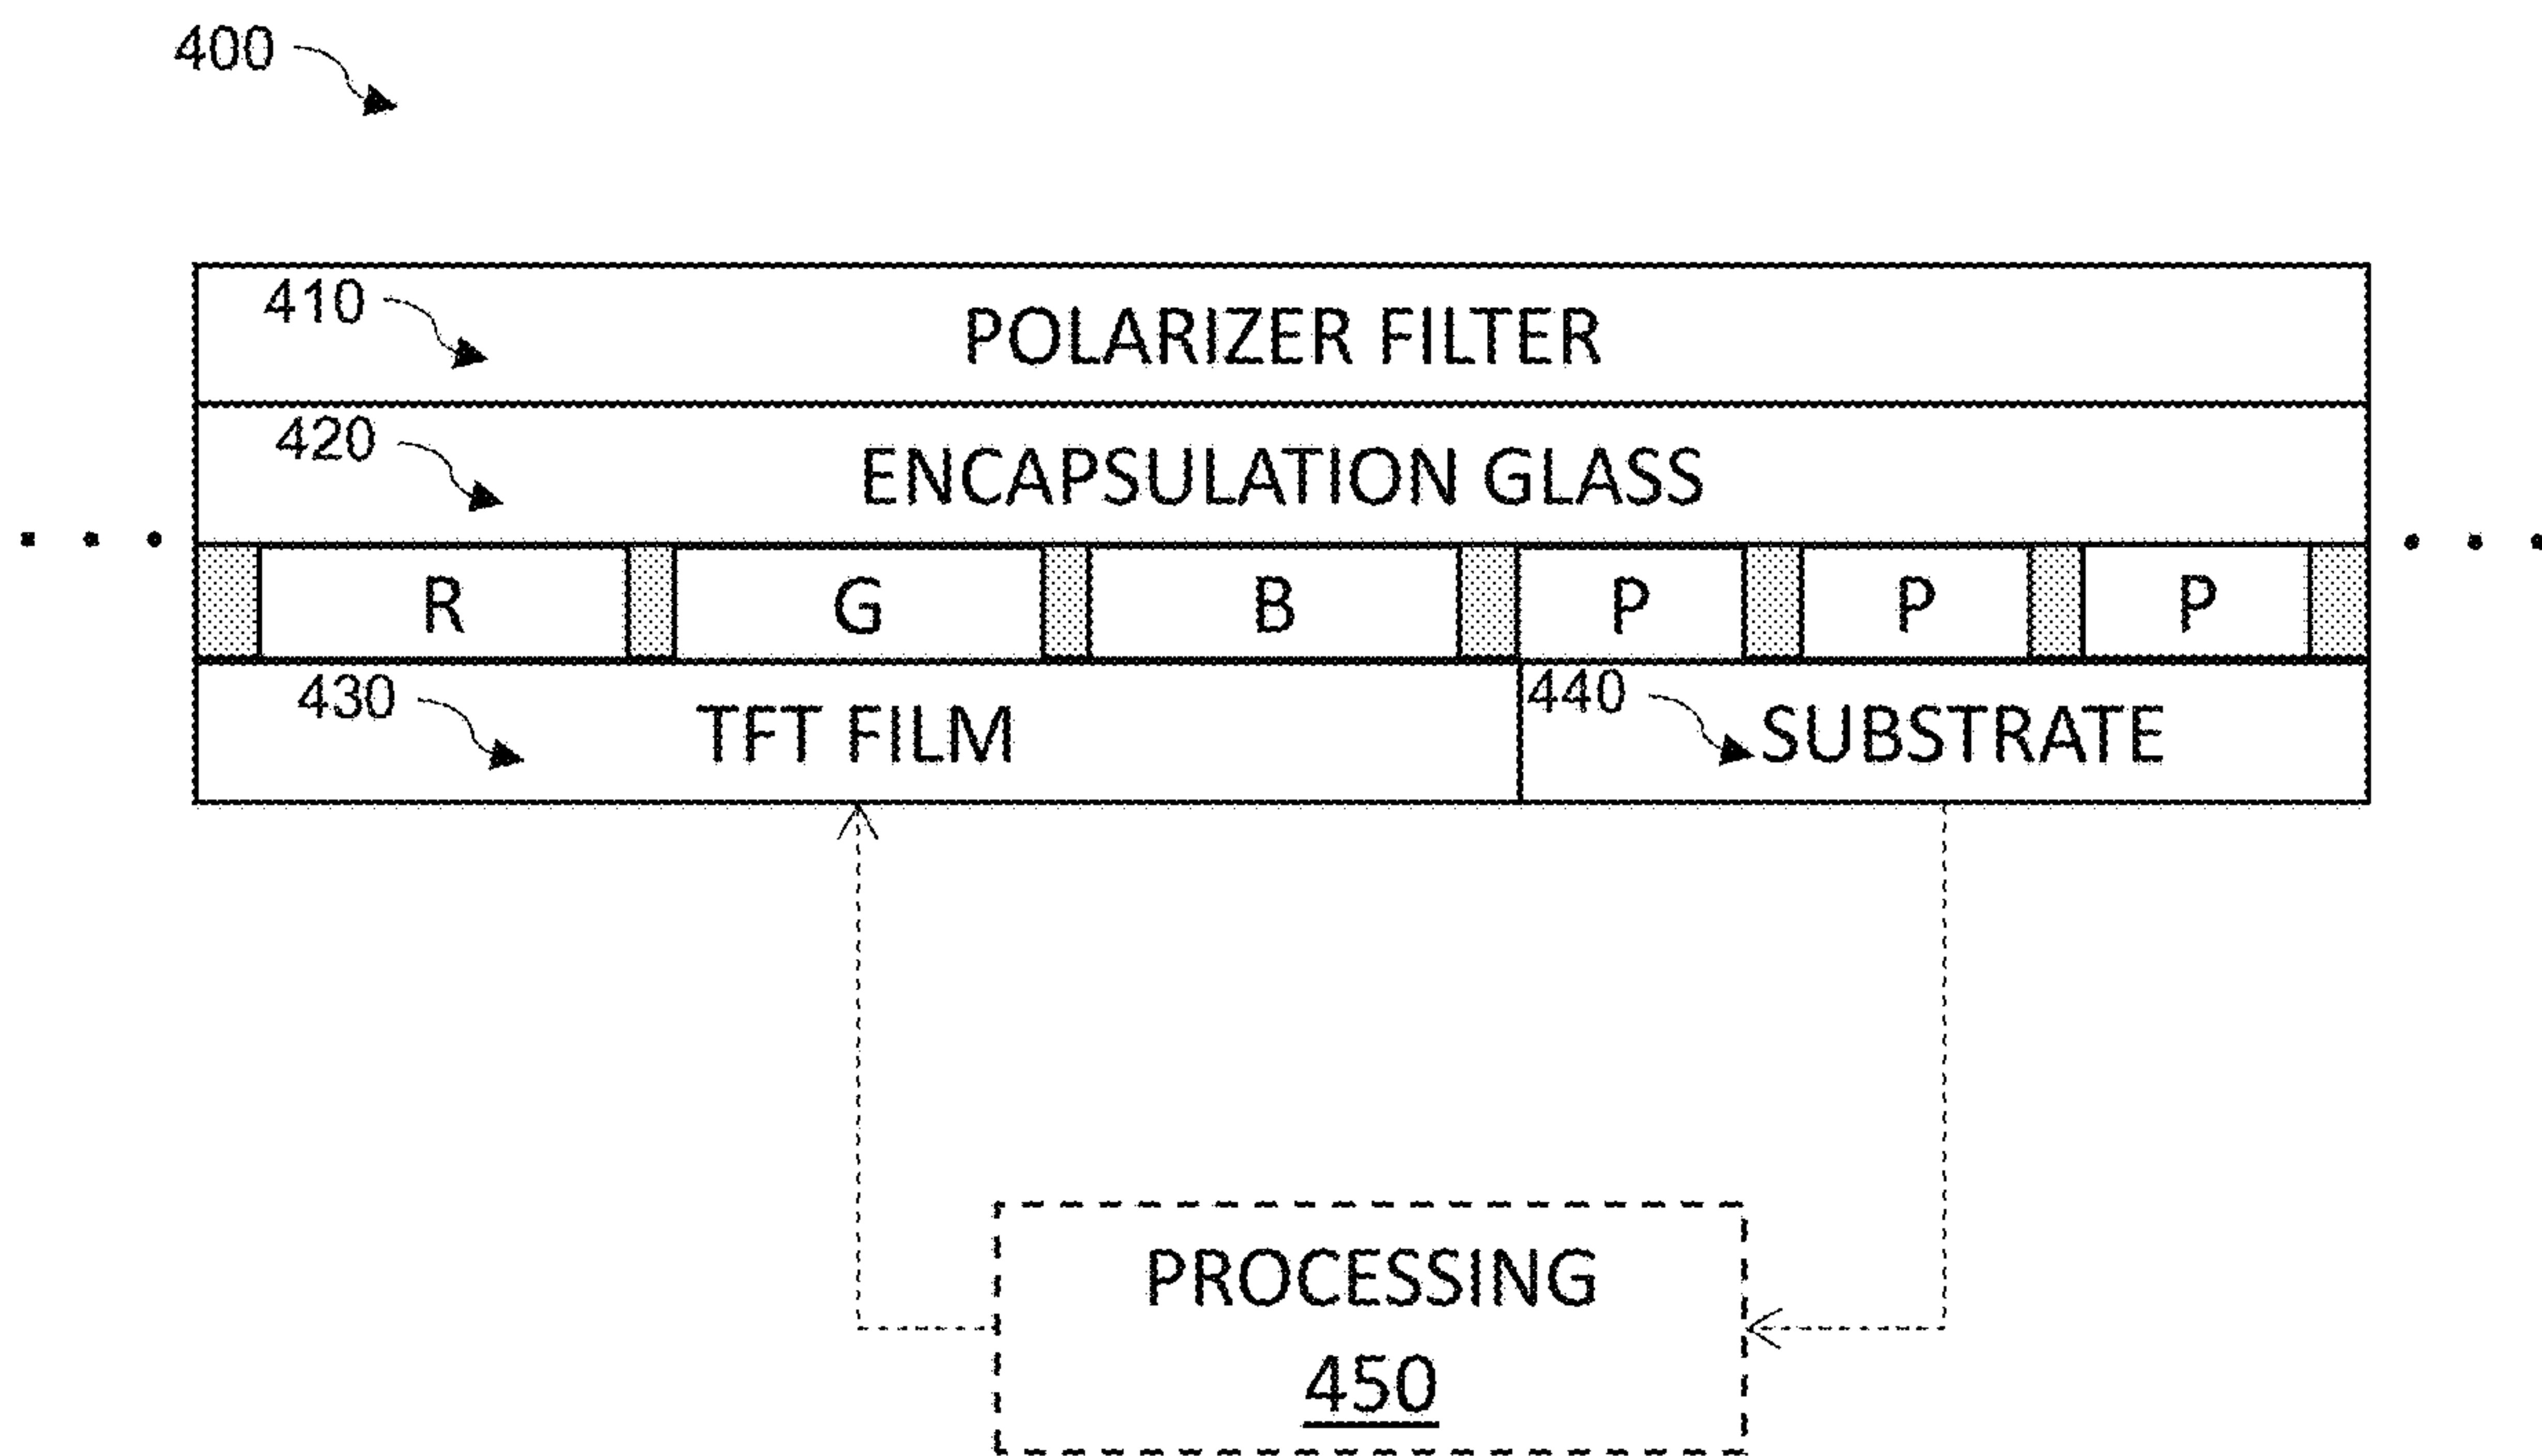 400
410
POLARIZER FILTER
420
ENCAPSULATION GLASS
R G B P P P
430
TFT FILM
440
SUBSTRATE
PROCESSING
450